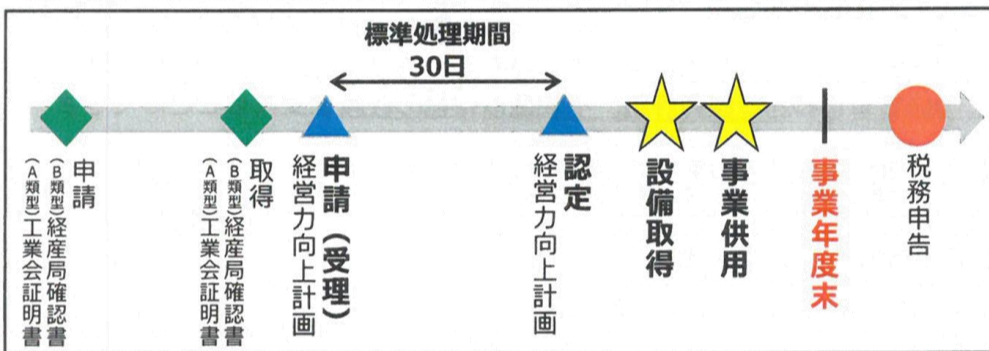 標準処理期間
30日
申請
(B類型)経産局確認書
(A類型)工業会証明書
取得
(B類型)経産局確認書
(A類型)工業会証明書
申請(受理)
経営力向上計画
認定
経営力向上計画
設備取得
事業供用
事業年度末
税務申告